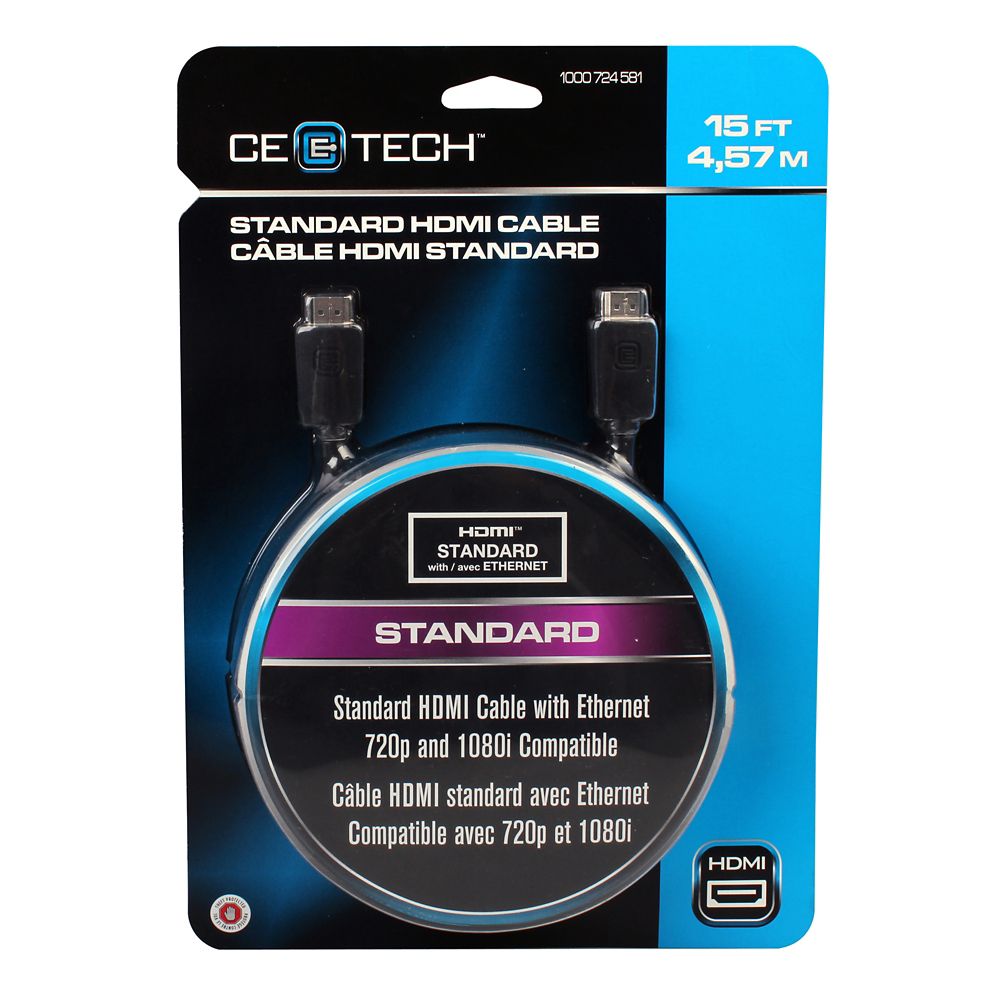 1000 724 581
CE E TECH™
15 FT
4,57 M
STANDARD HDMI CABLE
CÂBLE HDMI STANDARD
HDMI™
STANDARD
with / avec ETHERNET
STANDARD
Standard HDMI Cable with Ethernet
720p and 1080i Compatible
Câble HDMI standard avec Ethernet
Compatible avec 720p et 1080i
HDMI
THEFT PROTECTED